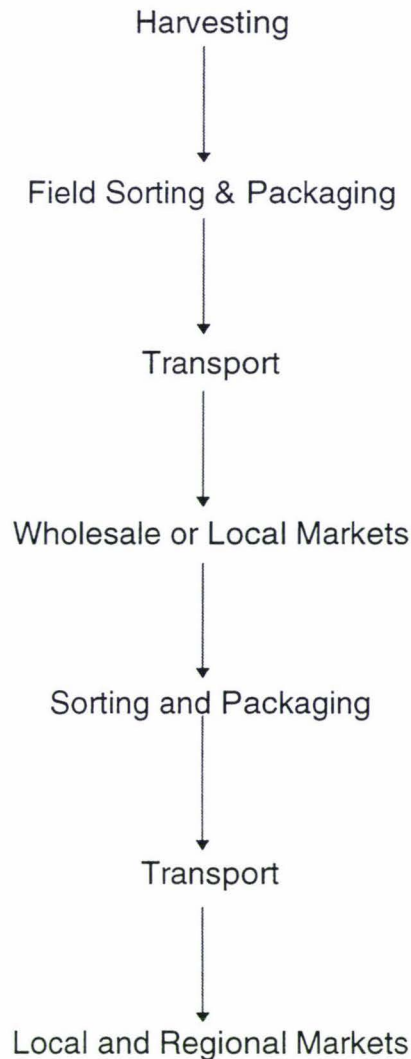 Harvesting
Field Sorting & Packaging
Transport
Wholesale or Local Markets
Sorting and Packaging
Transport
Local and Regional Markets